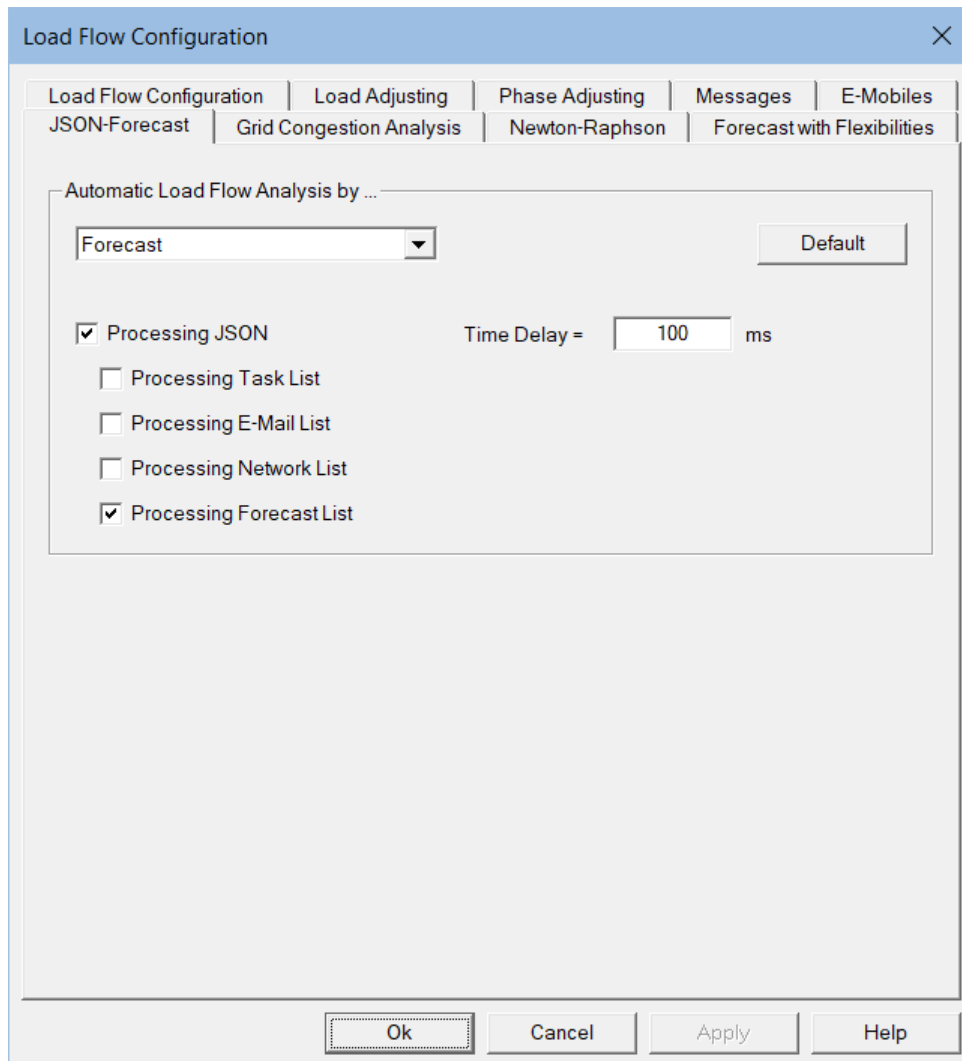 Load Flow Configuration
Load Flow Configuration Load Adjusting Phase Adjusting Messages E-Mobiles
JSON-Forecast Grid Congestion Analysis Newton-Raphson Forecast with Flexibilities
Automatic Load Flow Analysis by ...
Forecast Default
Processing JSON Time Delay = 100 ms
Processing Task List
Processing E-Mail List
Processing Network List
Processing Forecast List
Ok Cancel Apply Help